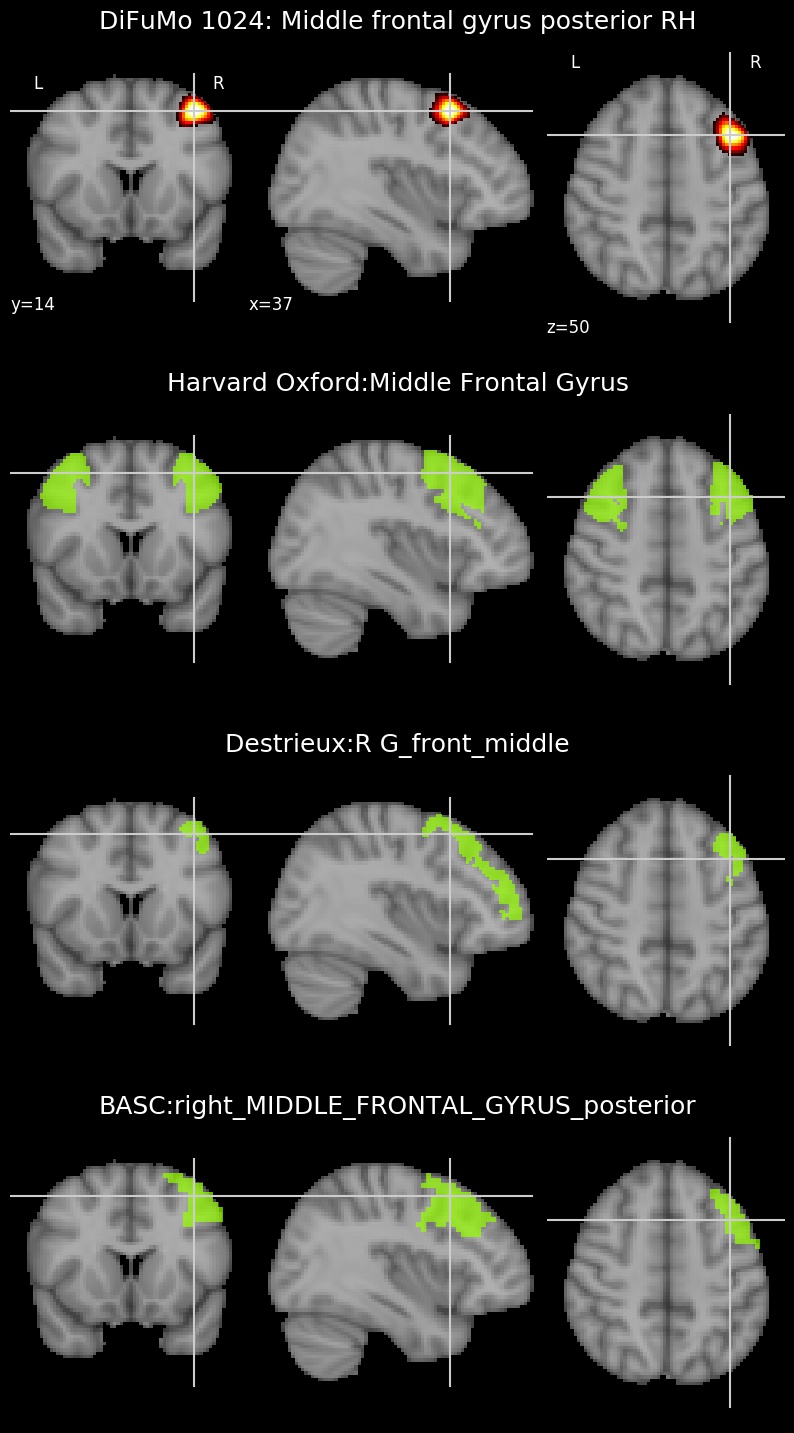 DiFuMo 1024: Middle frontal gyrus posterior RH
L R
L R
y=14
x=37
z=50
Harvard Oxford:Middle Frontal Gyrus
Destrieux:R G_front_middle
BASC:right_MIDDLE_FRONTAL_GYRUS_posterior